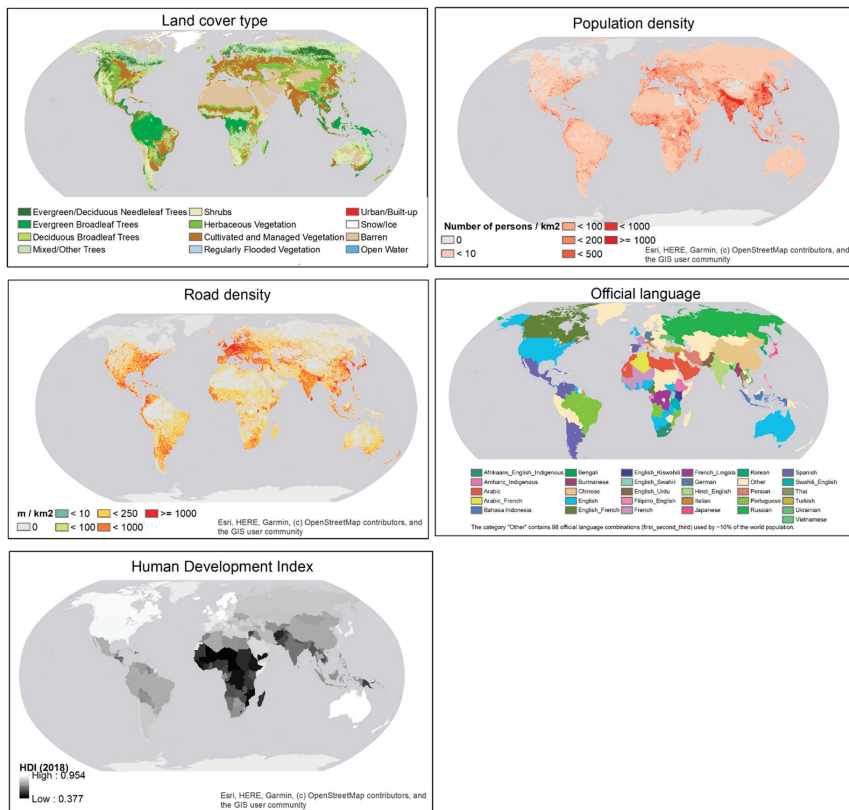 Land cover type
Evergreen/Deciduous Needleleaf Trees
Evergreen Broadleaf Trees
Deciduous Broadleaf Trees
Mixed/Other Trees
Shrubs
Herbaceous Vegetation
Cultivated and Managed Vegetation
Regularly Flooded Vegetation
Urban/Built-up
Snow/Ice
Barren
Open Water
Population density
Number of persons / km2
0
< 10
< 100
< 200
< 500
< 1000
>= 1000
Esri, HERE, Garmin, (c) OpenStreetMap contributors, and
the GIS user community
Road density
m / km2
0
< 10
< 100
< 250
< 1000
>= 1000
Esri, HERE, Garmin, (c) OpenStreetMap contributors, and
the GIS user community
Official language
Afrikaans_English_Indigenous
Amharic_Indigenous
Arabic
Arabic_French
Bahasa Indonesia
Bengali
Burmanese
Chinese
English
English_French
English_Kiswahili
English_Swahili
English_Urdu
Filipino_English
French
French_Lingala
German
Hindi_English
Italian
Japanese
Korean
Other
Persian
Portuguese
Russian
Spanish
Swahili_English
Thai
Turkish
Ukrainian
Vietnamese
The category "Other" contains 98 official language combinations (first_second_third) used by ~10% of the world population.
Human Development Index
HDI (2018)
High : 0.954
Low : 0.377
Esri, HERE, Garmin, (c) OpenStreetMap contributors, and
the GIS user community